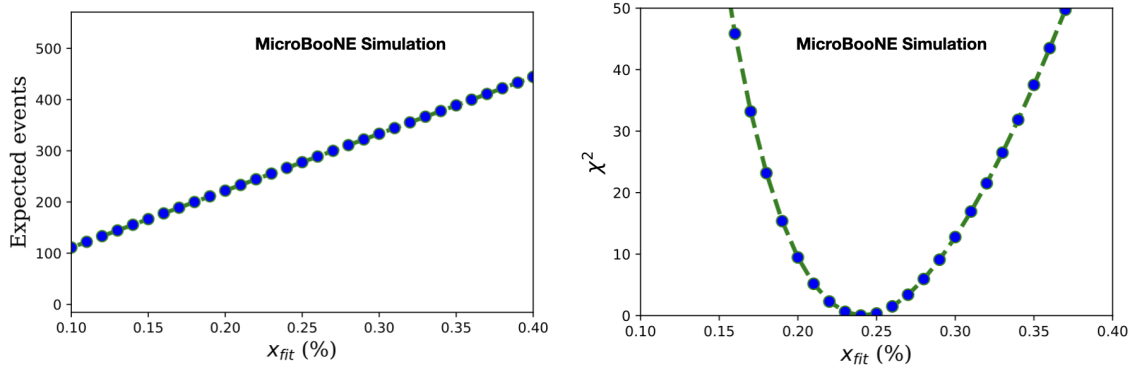 MicroBooNE Simulation
Expected events
500
400
300
200
100
0
0.10 0.15 0.20 0.25 0.30 0.35 0.40
x_fit (%)
MicroBooNE Simulation
χ²
50
40
30
20
10
0
0.10 0.15 0.20 0.25 0.30 0.35 0.40
x_fit (%)